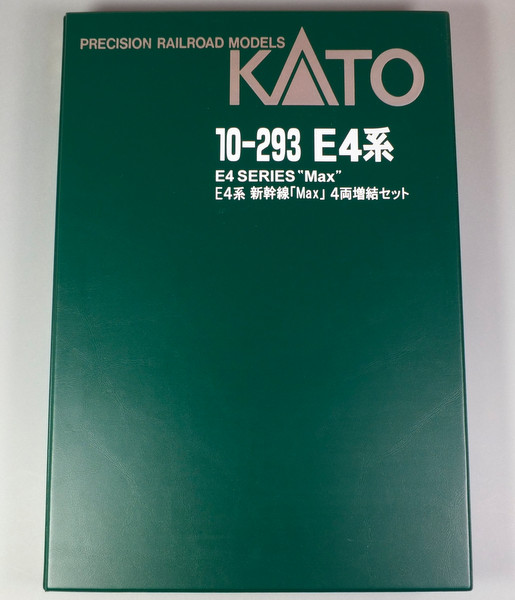 PRECISION RAILROAD MODELS
KATO
10-293 E4系
E4 SERIES "Max"
E4系 新幹線「Max」 4両増結セット